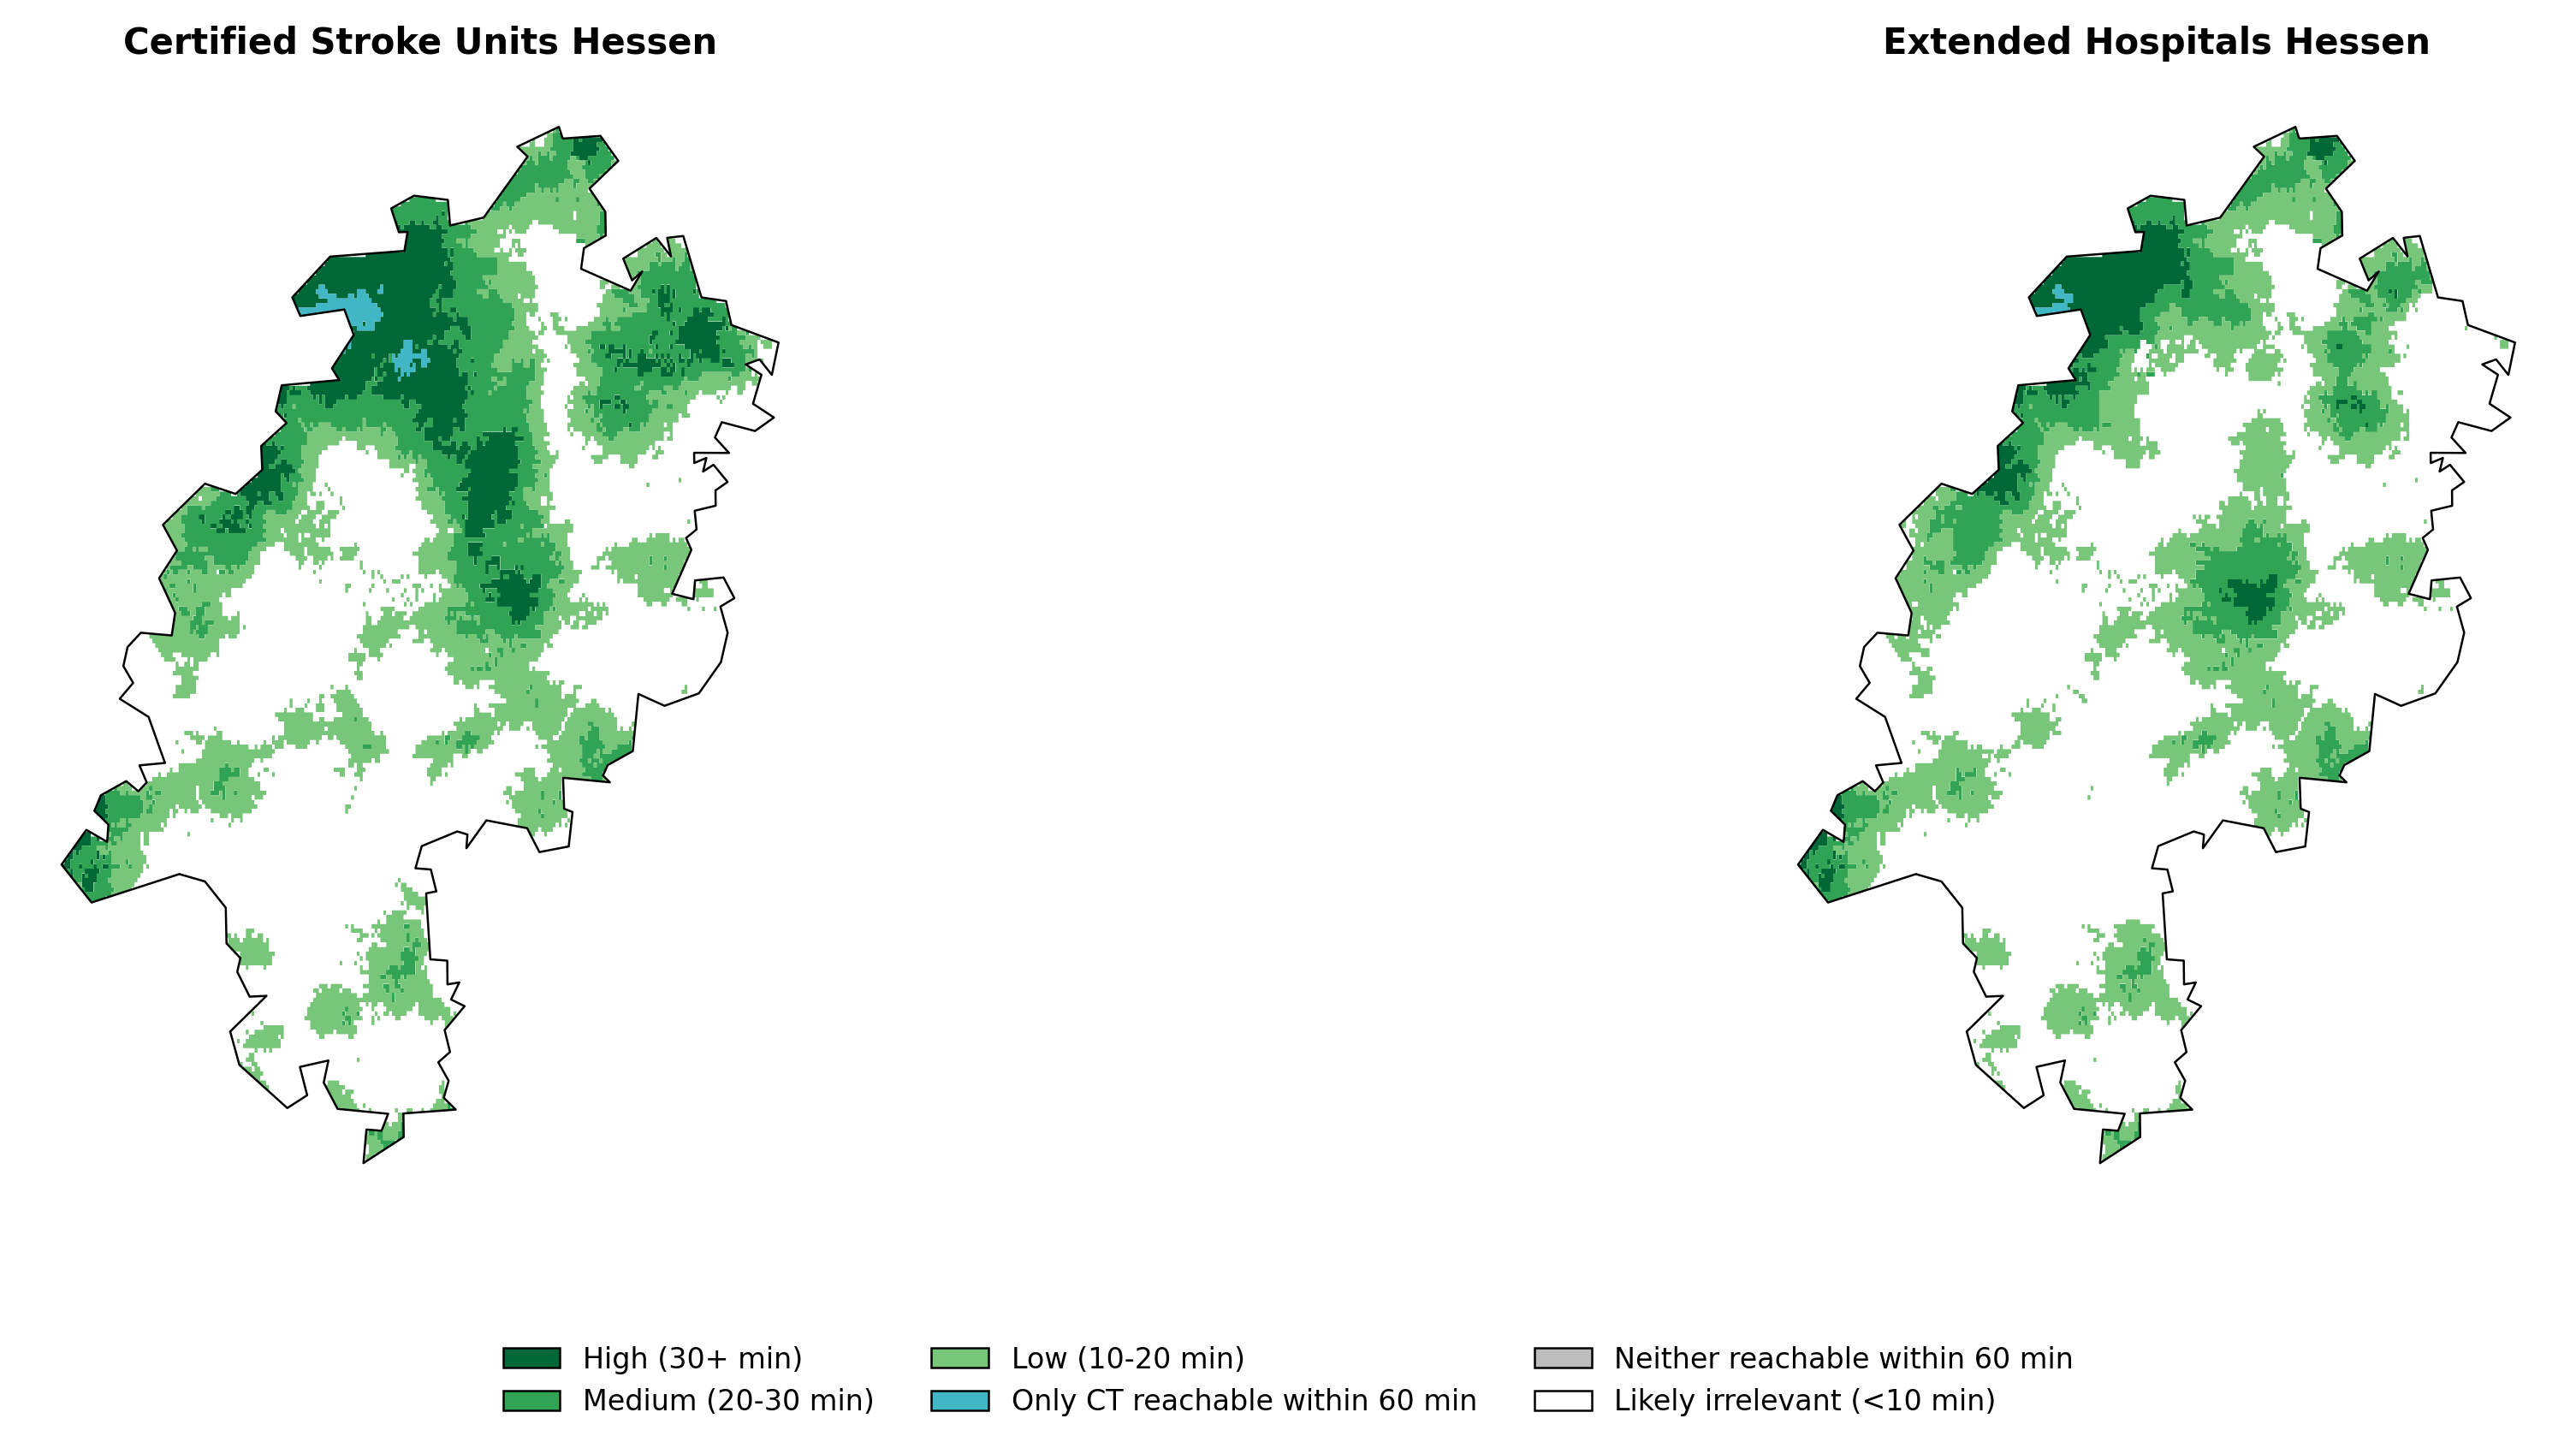 Certified Stroke Units Hessen
Extended Hospitals Hessen
High (30+ min)
Medium (20-30 min)
Low (10-20 min)
Only CT reachable within 60 min
Neither reachable within 60 min
Likely irrelevant (<10 min)